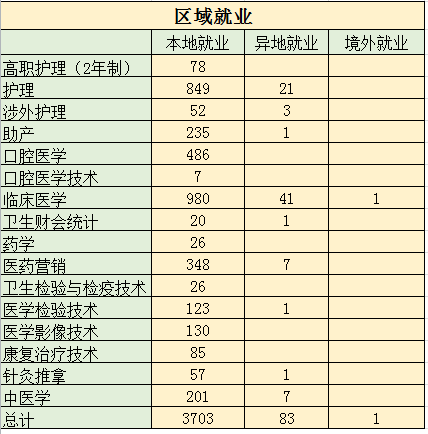 区域就业
本地就业 异地就业 境外就业
高职护理（2年制） 78
护理 849 21
涉外护理 52 3
助产 235 1
口腔医学 486
口腔医学技术 7
临床医学 980 41 1
卫生财会统计 20 1
药学 26
医药营销 348 7
卫生检验与检疫技术 26
医学检验技术 123 1
医学影像技术 130
康复治疗技术 85
针灸推拿 57 1
中医学 201 7
总计 3703 83 1